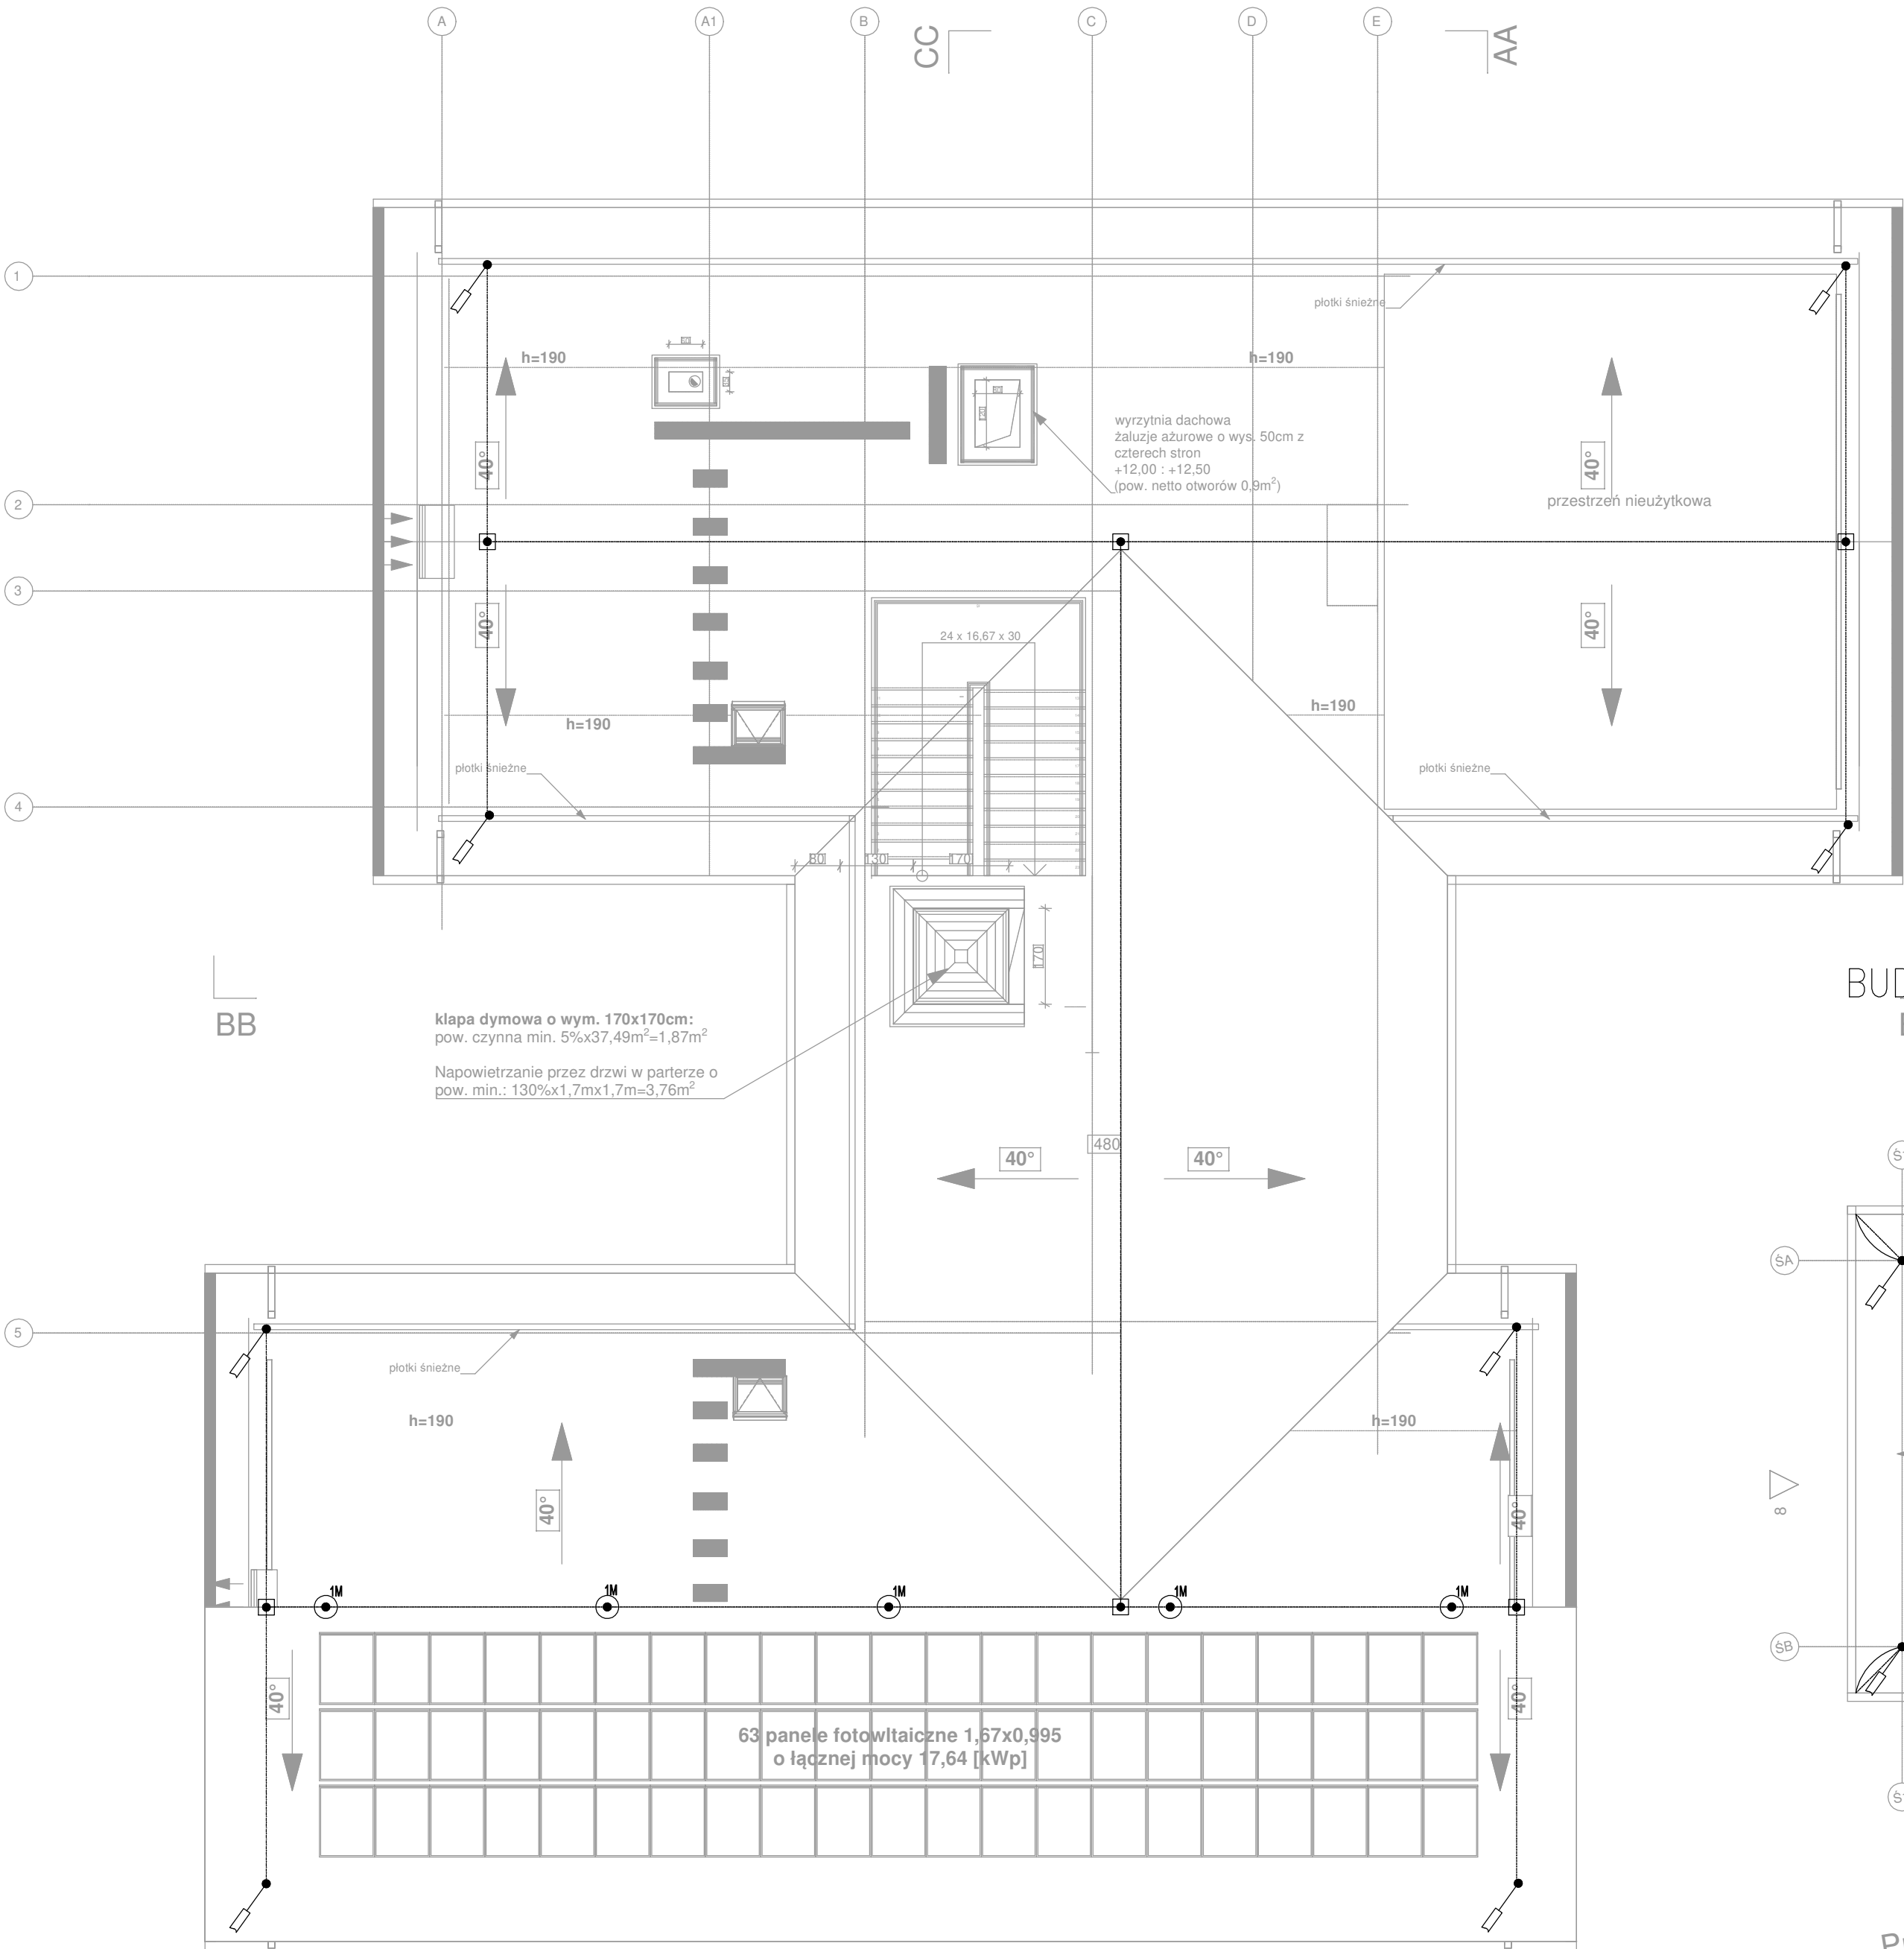 A
A1
B
CC
C
D
E
AA
1
płotki śnieżne
h=190
h=190
wyrzytnia dachowa
żaluzje ażurowe o wys. 50cm z
czterech stron
+12,00 : +12,50
(pow. netto otworów 0,9m²)
40°
40°
przestrzeń nieużytkowa
2
3
40°
40°
24 x 16,67 x 30
h=190
h=190
płotki śnieżne
płotki śnieżne
4
80
130
170
170
BB
BUD
klapa dymowa o wym. 170x170cm:
pow. czynna min. 5%x37,49m²=1,87m²
Napowietrzanie przez drzwi w parterze o
pow. min.: 130%x1,7mx1,7m=3,76m²
480
40°
40°
ŚA
5
płotki śnieżne
h=190
h=190
40°
40°
8
1M
1M
1M
1M
1M
ŚB
40°
40°
63 panele fotowltaiczne 1,67x0,995
o łącznej mocy 17,64 [kWp]